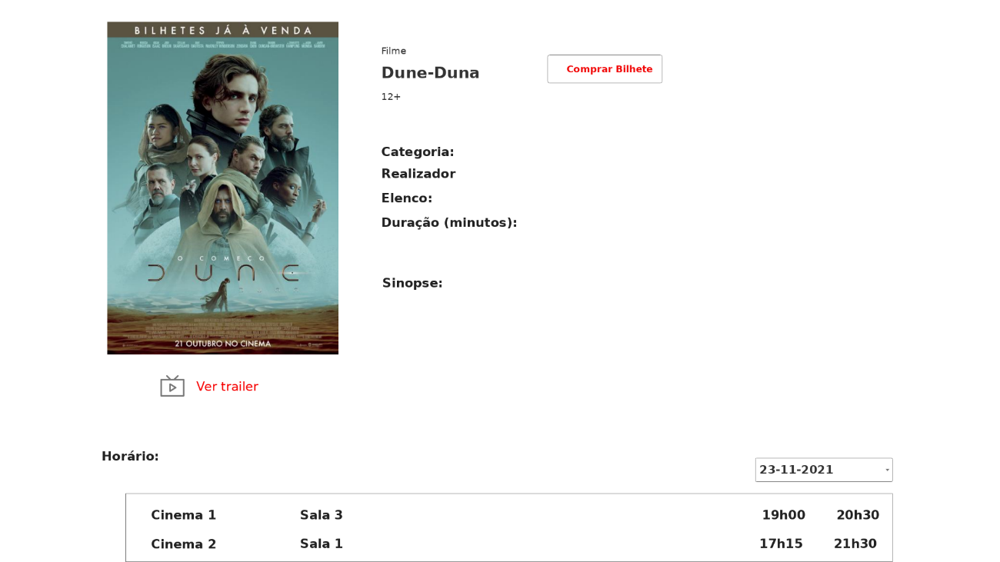 BILHETES JÁ À VENDA
O COMEÇO
DUNE
21 OUTUBRO NO CINEMA
Ver trailer
Filme
Dune-Duna
12+
Comprar Bilhete
Categoria:
Realizador
Elenco:
Duração (minutos):
Sinopse:
Horário:
23-11-2021
Cinema 1 Sala 3 19h00 20h30
Cinema 2 Sala 1 17h15 21h30